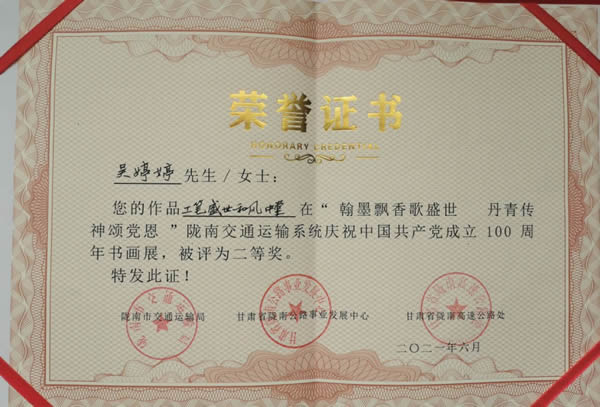 荣誉证书
HONORARY CREDENTIAL
吴婷婷 先生／女士：
您的作品工笔盛世和风中堂在“翰墨飘香歌盛世 丹青传
神颂党恩”陇南交通运输系统庆祝中国共产党成立100周
年书画展，被评为二等奖。
特发此证！
陇南市交通运输局 甘肃省陇南公路事业发展中心 甘肃省陇南高速公路处
二〇二一年六月